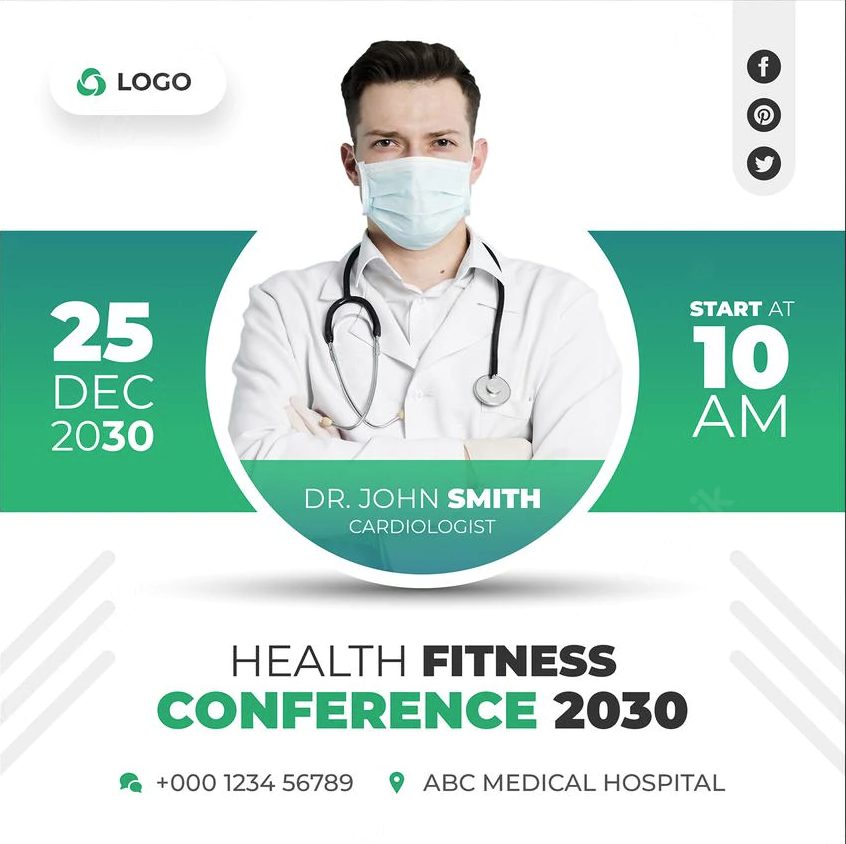 LOGO
25
DEC
2030
START AT
10
AM
DR. JOHN SMITH
CARDIOLOGIST
HEALTH FITNESS
CONFERENCE 2030
+000 1234 56789
ABC MEDICAL HOSPITAL